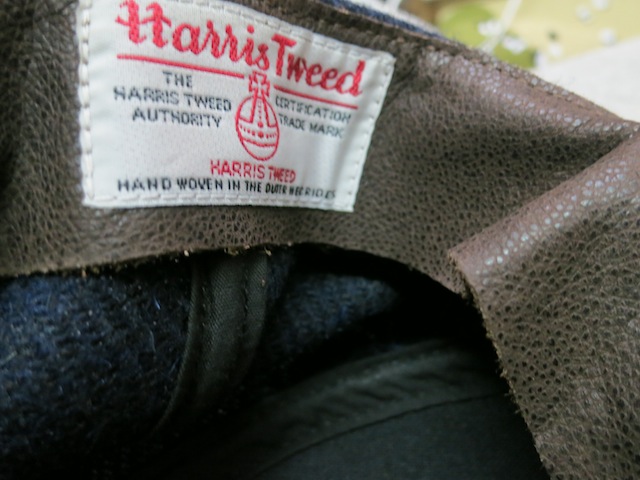 Harris Tweed
THE
HARRIS TWEED
AUTHORITY
CERTIFICATION
TRADE MARK
HARRIS TWEED
HAND WOVEN IN THE OUTER HEBRIDES